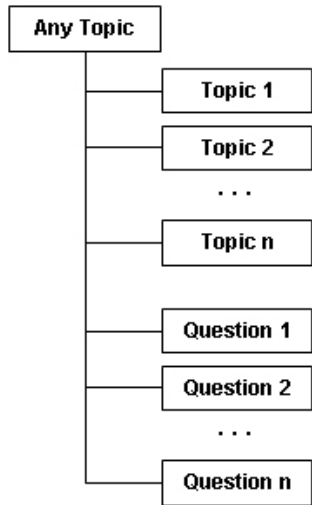 Any Topic
Topic 1
Topic 2
. . .
Topic n
Question 1
Question 2
. . .
Question n